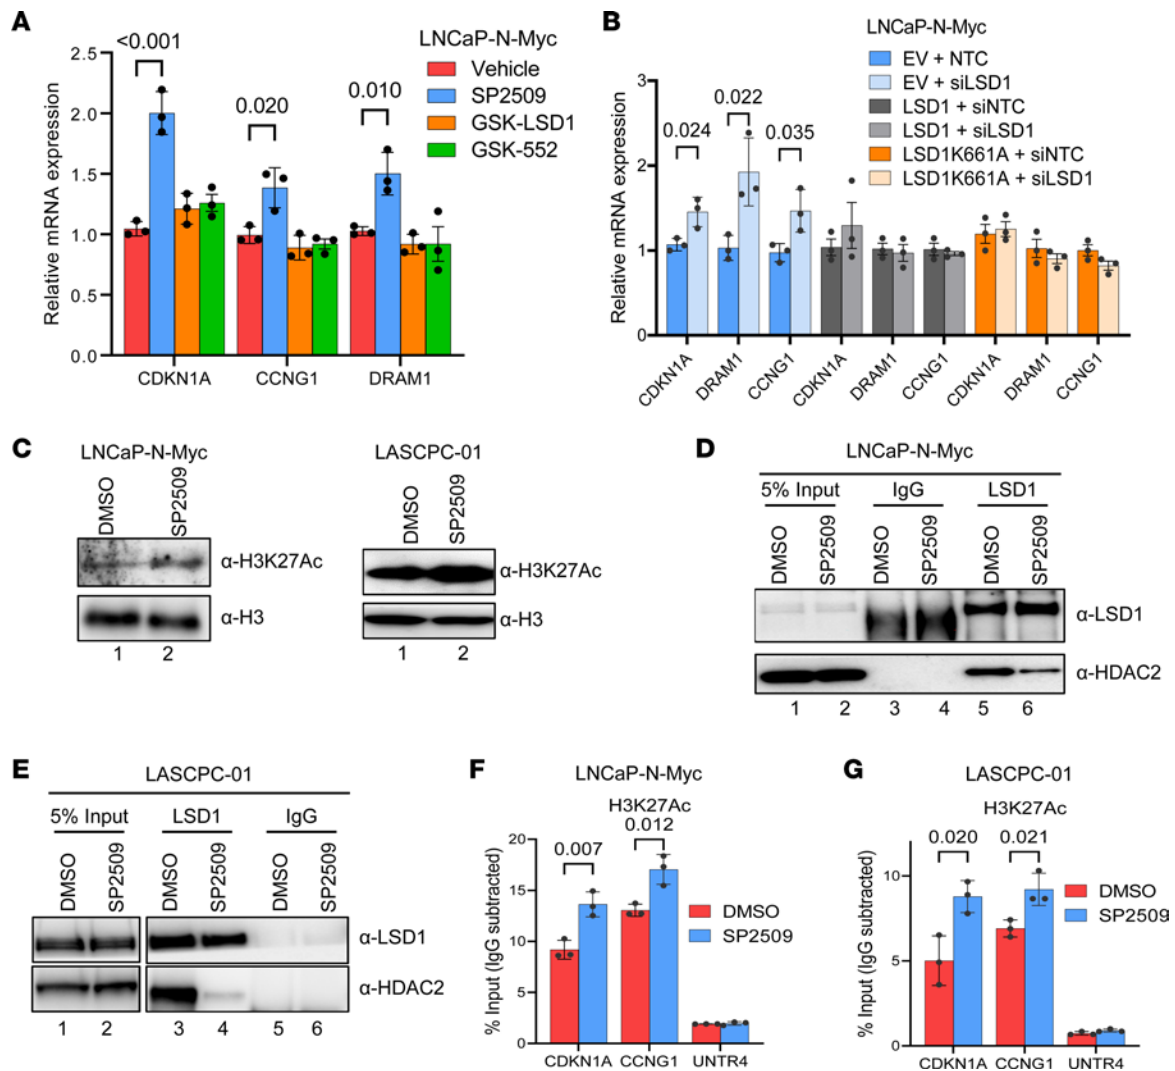 A
LNCaP-N-Myc
Vehicle
SP2509
GSK-LSD1
GSK-552
<0.001
0.020
0.010
Relative mRNA expression
2.5
2.0
1.5
1.0
0.5
0.0
CDKN1A CCNG1 DRAM1
B
LNCaP-N-Myc
EV + NTC
EV + siLSD1
LSD1 + siNTC
LSD1 + siLSD1
LSD1K661A + siNTC
LSD1K661A + siLSD1
0.024
0.022
0.035
Relative mRNA expression
3
2
1
0
CDKN1A DRAM1 CCNG1 CDKN1A DRAM1 CCNG1 CDKN1A DRAM1 CCNG1
C
LNCaP-N-Myc
DMSO SP2509
α-H3K27Ac
α-H3
1 2
LASCPC-01
DMSO SP2509
α-H3K27Ac
α-H3
1 2
D
LNCaP-N-Myc
5% Input IgG LSD1
DMSO SP2509 DMSO SP2509 DMSO SP2509
α-LSD1
α-HDAC2
1 2 3 4 5 6
E
LASCPC-01
5% Input LSD1 IgG
DMSO SP2509 DMSO SP2509 DMSO SP2509
α-LSD1
α-HDAC2
1 2 3 4 5 6
F
LNCaP-N-Myc
H3K27Ac
0.007
0.012
% Input (IgG subtracted)
20
15
10
5
0
DMSO
SP2509
CDKN1A CCNG1 UNTR4
G
LASCPC-01
H3K27Ac
0.020 0.021
% Input (IgG subtracted)
10
5
0
DMSO
SP2509
CDKN1A CCNG1 UNTR4